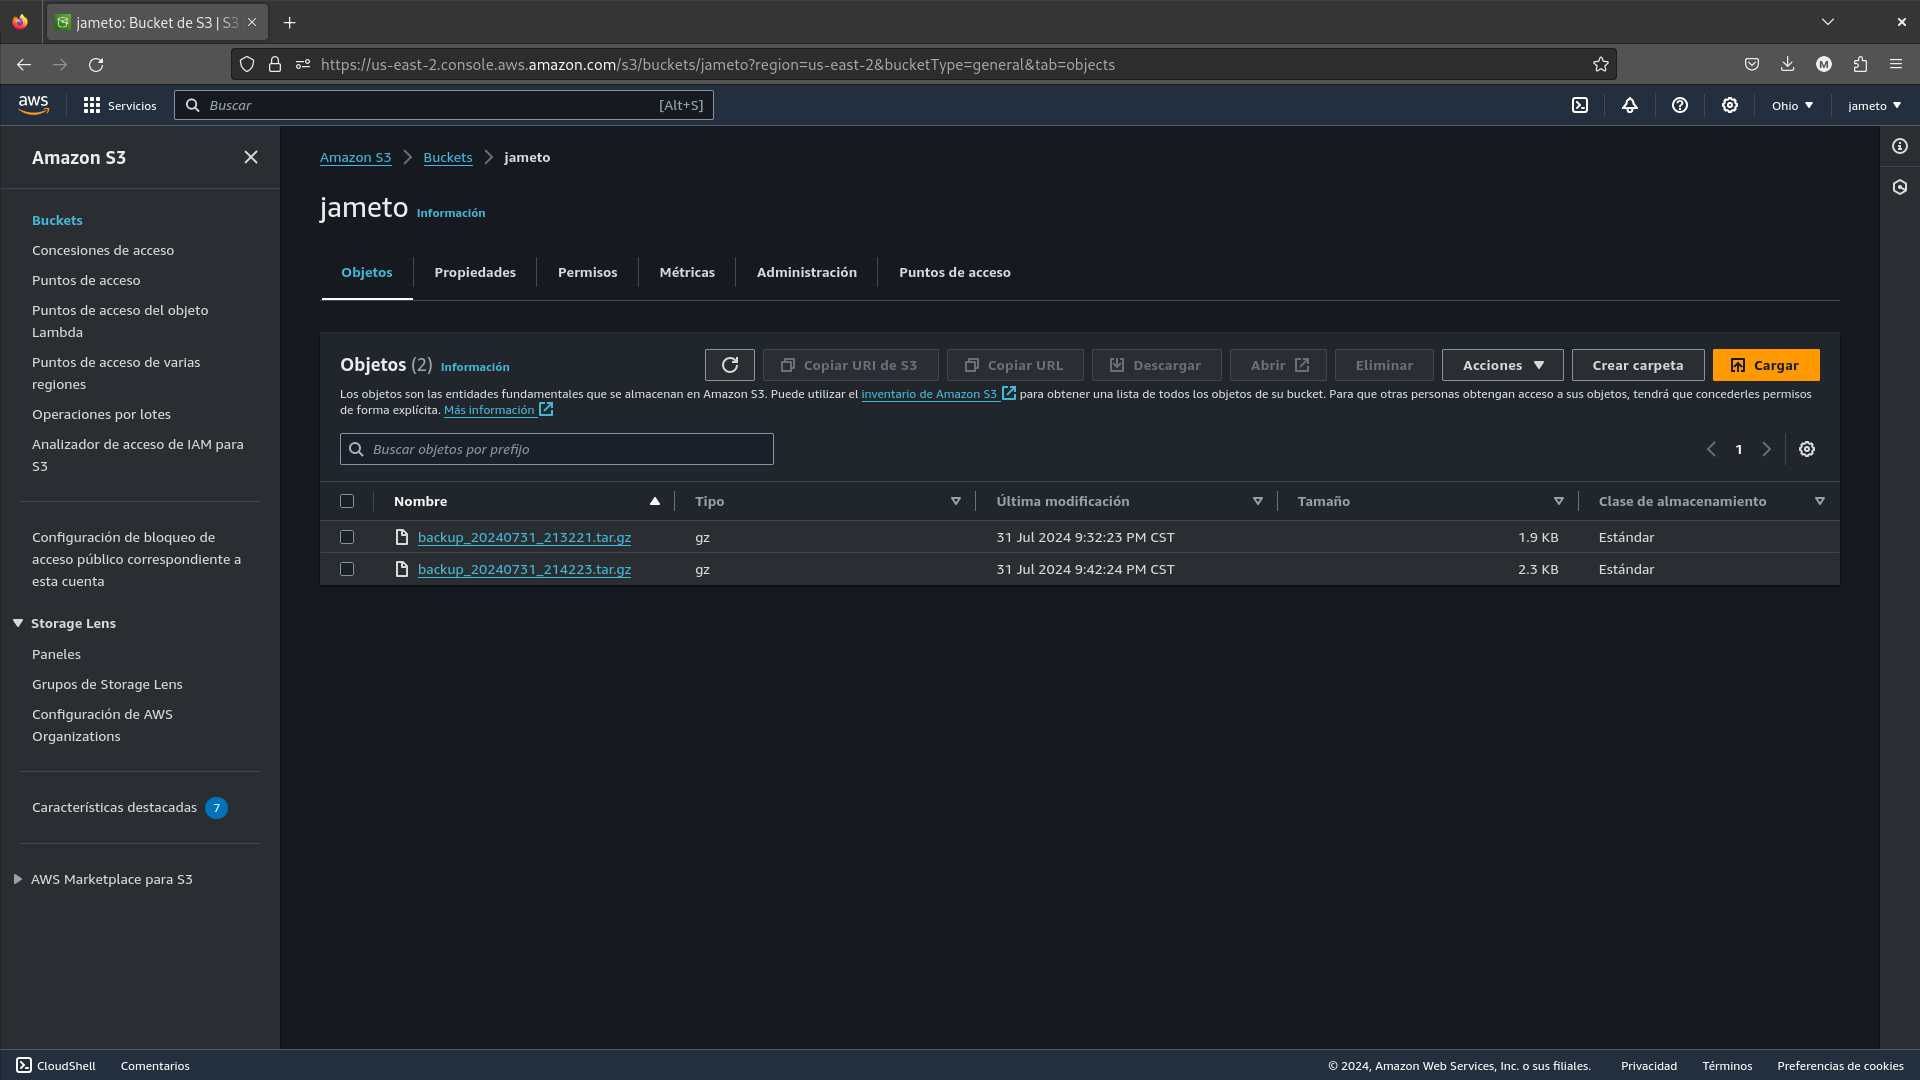 jameto: Bucket de S3 | S3
https://us-east-2.console.aws.amazon.com/s3/buckets/jameto?region=us-east-2&bucketType=general&tab=objects
M
aws
Servicios
Buscar
[Alt+S]
Ohio
jameto
Amazon S3
Buckets
Concesiones de acceso
Puntos de acceso
Puntos de acceso del objeto
Lambda
Puntos de acceso de varias
regiones
Operaciones por lotes
Analizador de acceso de IAM para
S3
Configuración de bloqueo de
acceso público correspondiente a
esta cuenta
Storage Lens
Paneles
Grupos de Storage Lens
Configuración de AWS
Organizations
Características destacadas 7
AWS Marketplace para S3
Amazon S3 Buckets jameto
jameto Información
Objetos
Propiedades
Permisos
Métricas
Administración
Puntos de acceso
Objetos (2) Información
Copiar URI de S3
Copiar URL
Descargar
Abrir
Eliminar
Acciones
Crear carpeta
Cargar
Los objetos son las entidades fundamentales que se almacenan en Amazon S3. Puede utilizar el inventario de Amazon S3 para obtener una lista de todos los objetos de su bucket. Para que otras personas obtengan acceso a sus objetos, tendrá que concederles permisos
de forma explícita. Más información
Buscar objetos por prefijo
1
Nombre Tipo Última modificación Tamaño Clase de almacenamiento
backup_20240731_213221.tar.gz gz 31 Jul 2024 9:32:23 PM CST 1.9 KB Estándar
backup_20240731_214223.tar.gz gz 31 Jul 2024 9:42:24 PM CST 2.3 KB Estándar
CloudShell
Comentarios
© 2024, Amazon Web Services, Inc. o sus filiales.
Privacidad
Términos
Preferencias de cookies